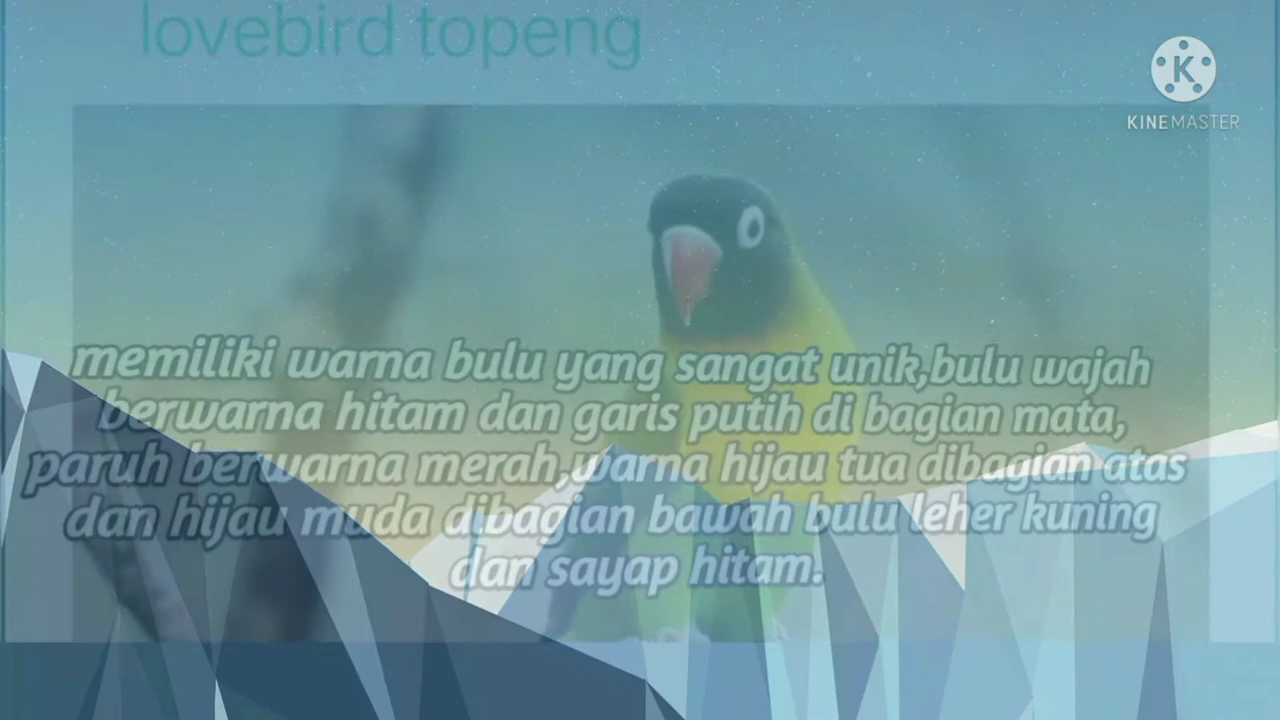 lovebird topeng
KINEMASTER
memiliki warna bulu yang sangat unik,bulu wajah
berwarna hitam dan garis putih di bagian mata,
paruh berwarna merah,warna hijau tua dibagian atas
dan hijau muda dibagian bawah bulu leher kuning
dan sayap hitam.